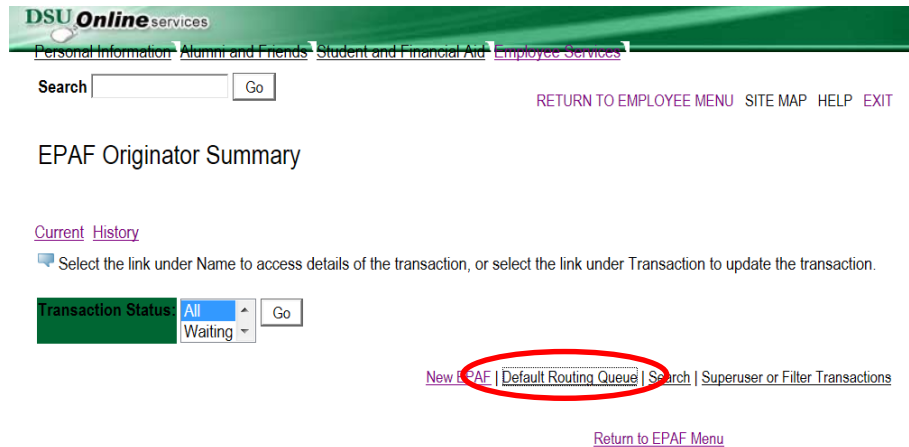 DSU Online services
Personal Information Alumni and Friends Student and Financial Aid Employee Services
Search Go
RETURN TO EMPLOYEE MENU SITE MAP HELP EXIT
EPAF Originator Summary
Current History
Select the link under Name to access details of the transaction, or select the link under Transaction to update the transaction.
Transaction Status: All Go
Waiting
New EPAF | Default Routing Queue | Search | Superuser or Filter Transactions
Return to EPAF Menu